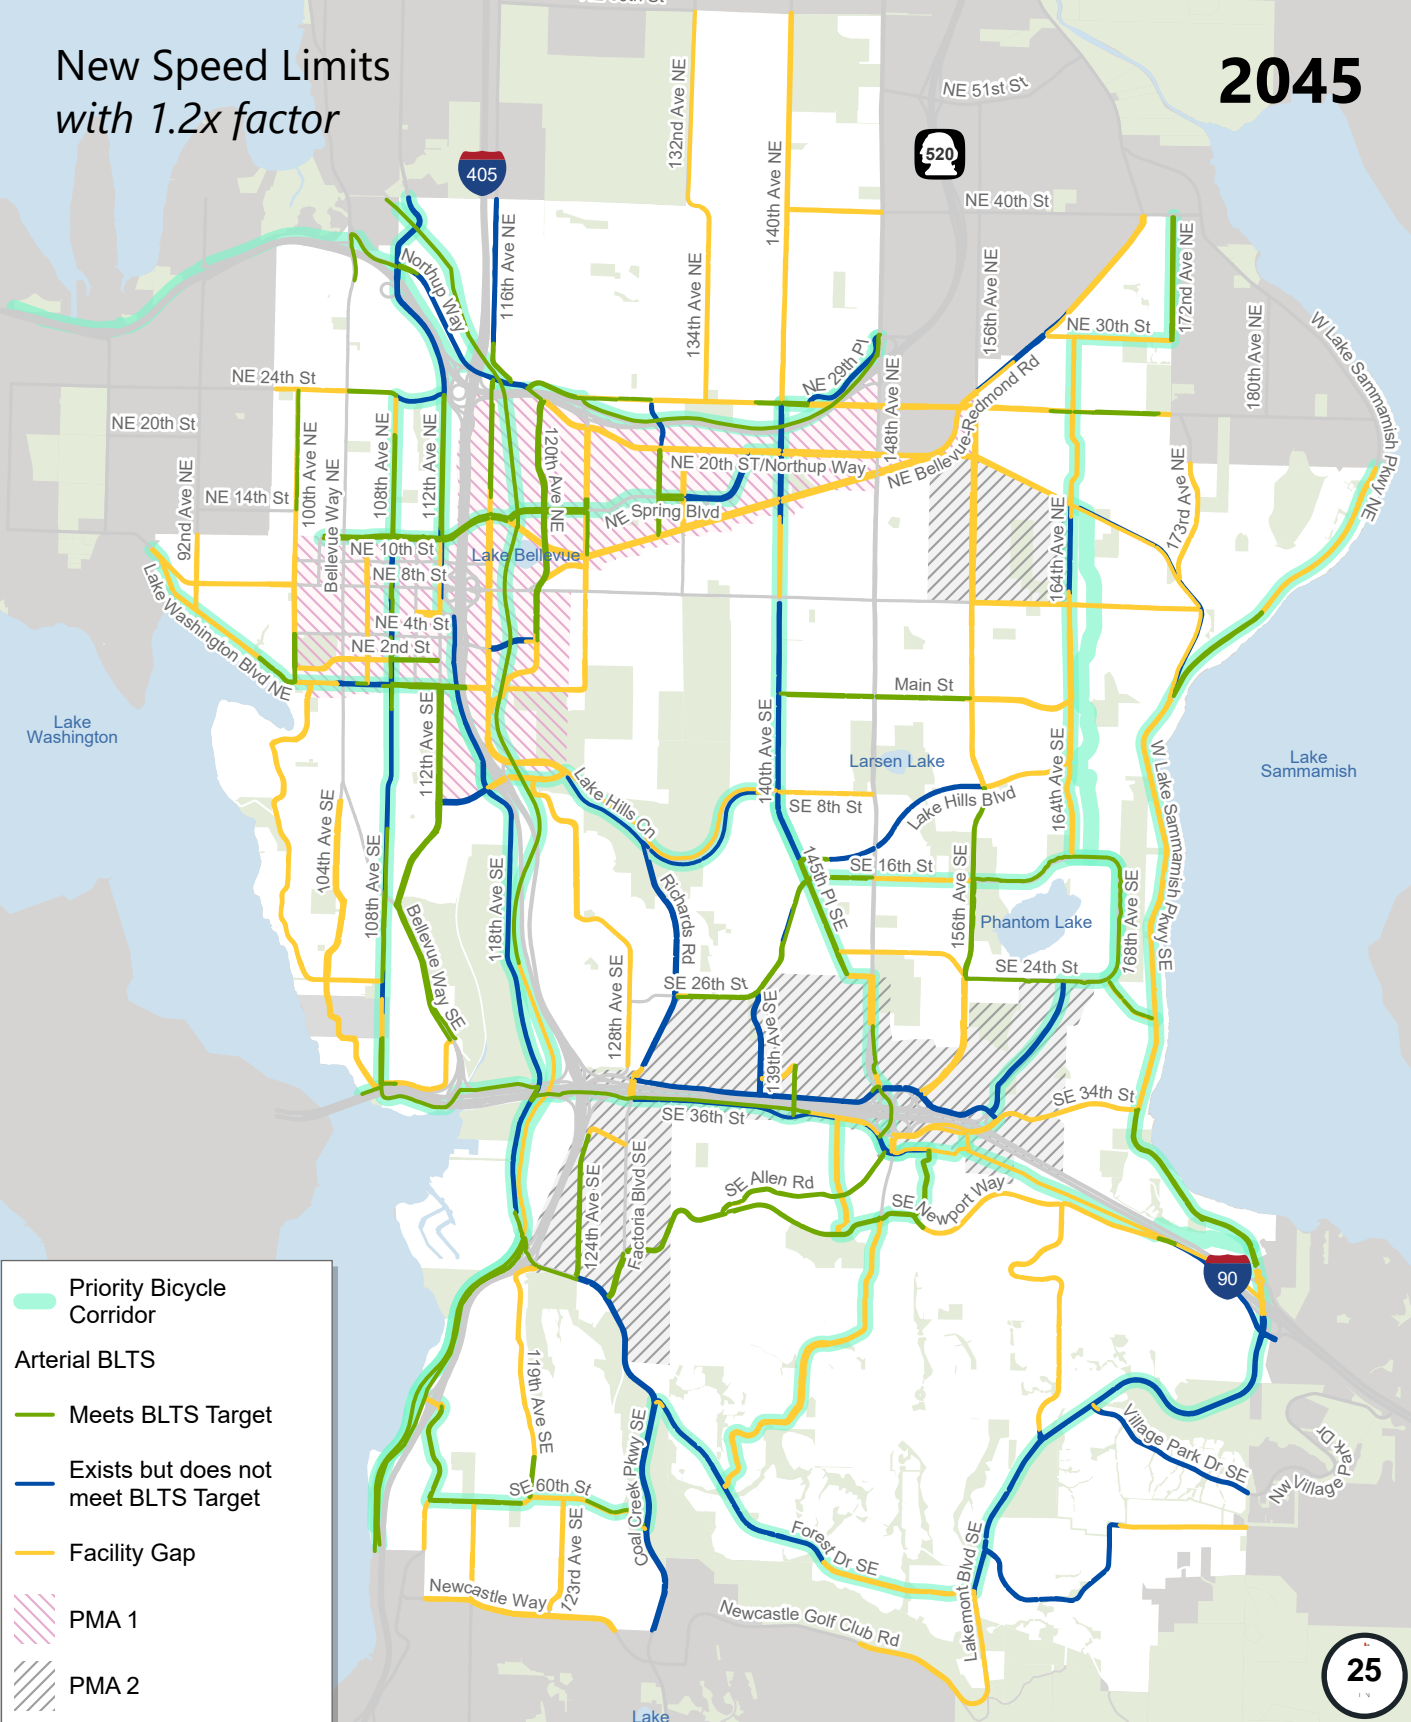 New Speed Limits
with 1.2x factor
2045
405
520
90
NE 51st St
NE 40th St
132nd Ave NE
140th Ave NE
134th Ave NE
116th Ave NE
Northup Way
156th Ave NE
172nd Ave NE
NE 30th St
180th Ave NE
W Lake Sammamish Pkwy NE
NE 29th Pl
148th Ave NE
NE Bellevue-Redmond Rd
NE 24th St
NE 20th St
NE 14th St
92nd Ave NE
100th Ave NE
Bellevue Way NE
108th Ave NE
112th Ave NE
120th Ave NE
NE 20th ST/Northup Way
NE Spring Blvd
173rd Ave NE
164th Ave NE
NE 10th St
Lake Bellevue
NE 8th St
NE 4th St
NE 2nd St
Lake Washington Blvd NE
Lake
Washington
Main St
112th Ave SE
140th Ave SE
Larsen Lake
164th Ave SE
W Lake Sammamish Pkwy SE
Lake
Sammamish
Lake Hills Cn
SE 8th St
Lake Hills Blvd
104th Ave SE
108th Ave SE
118th Ave SE
Bellevue Way SE
Richards Rd
145th Pl SE
SE 16th St
156th Ave SE
Phantom Lake
168th Ave SE
SE 24th St
128th Ave SE
SE 26th St
139th Ave SE
SE 36th St
SE 34th St
124th Ave SE
Factoria Blvd SE
SE Allen Rd
SE Newport Way
119th Ave SE
Coal Creek Pkwy SE
SE 60th St
123rd Ave SE
Newcastle Way
Forest Dr SE
Lakemont Blvd SE
Newcastle Golf Club Rd
Village Park Dr SE
Nw Village Park Dr
Lake
Priority Bicycle
Corridor
Arterial BLTS
Meets BLTS Target
Exists but does not
meet BLTS Target
Facility Gap
PMA 1
PMA 2
25